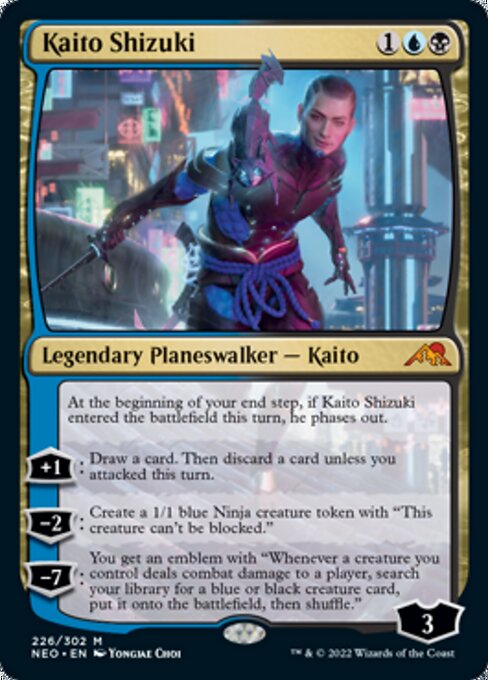 Kaito Shizuki 1
Legendary Planeswalker — Kaito
At the beginning of your end step, if Kaito Shizuki
entered the battlefield this turn, he phases out.
+1 : Draw a card. Then discard a card unless you
attacked this turn.
−2 : Create a 1/1 blue Ninja creature token with “This
creature can't be blocked.”
You get an emblem with “Whenever a creature you
−7 : control deals combat damage to a player, search
your library for a blue or black creature card,
put it onto the battlefield, then shuffle.”
3
226/302 M
NEO • EN Yongjae Choi ™ & © 2022 Wizards of the Coast